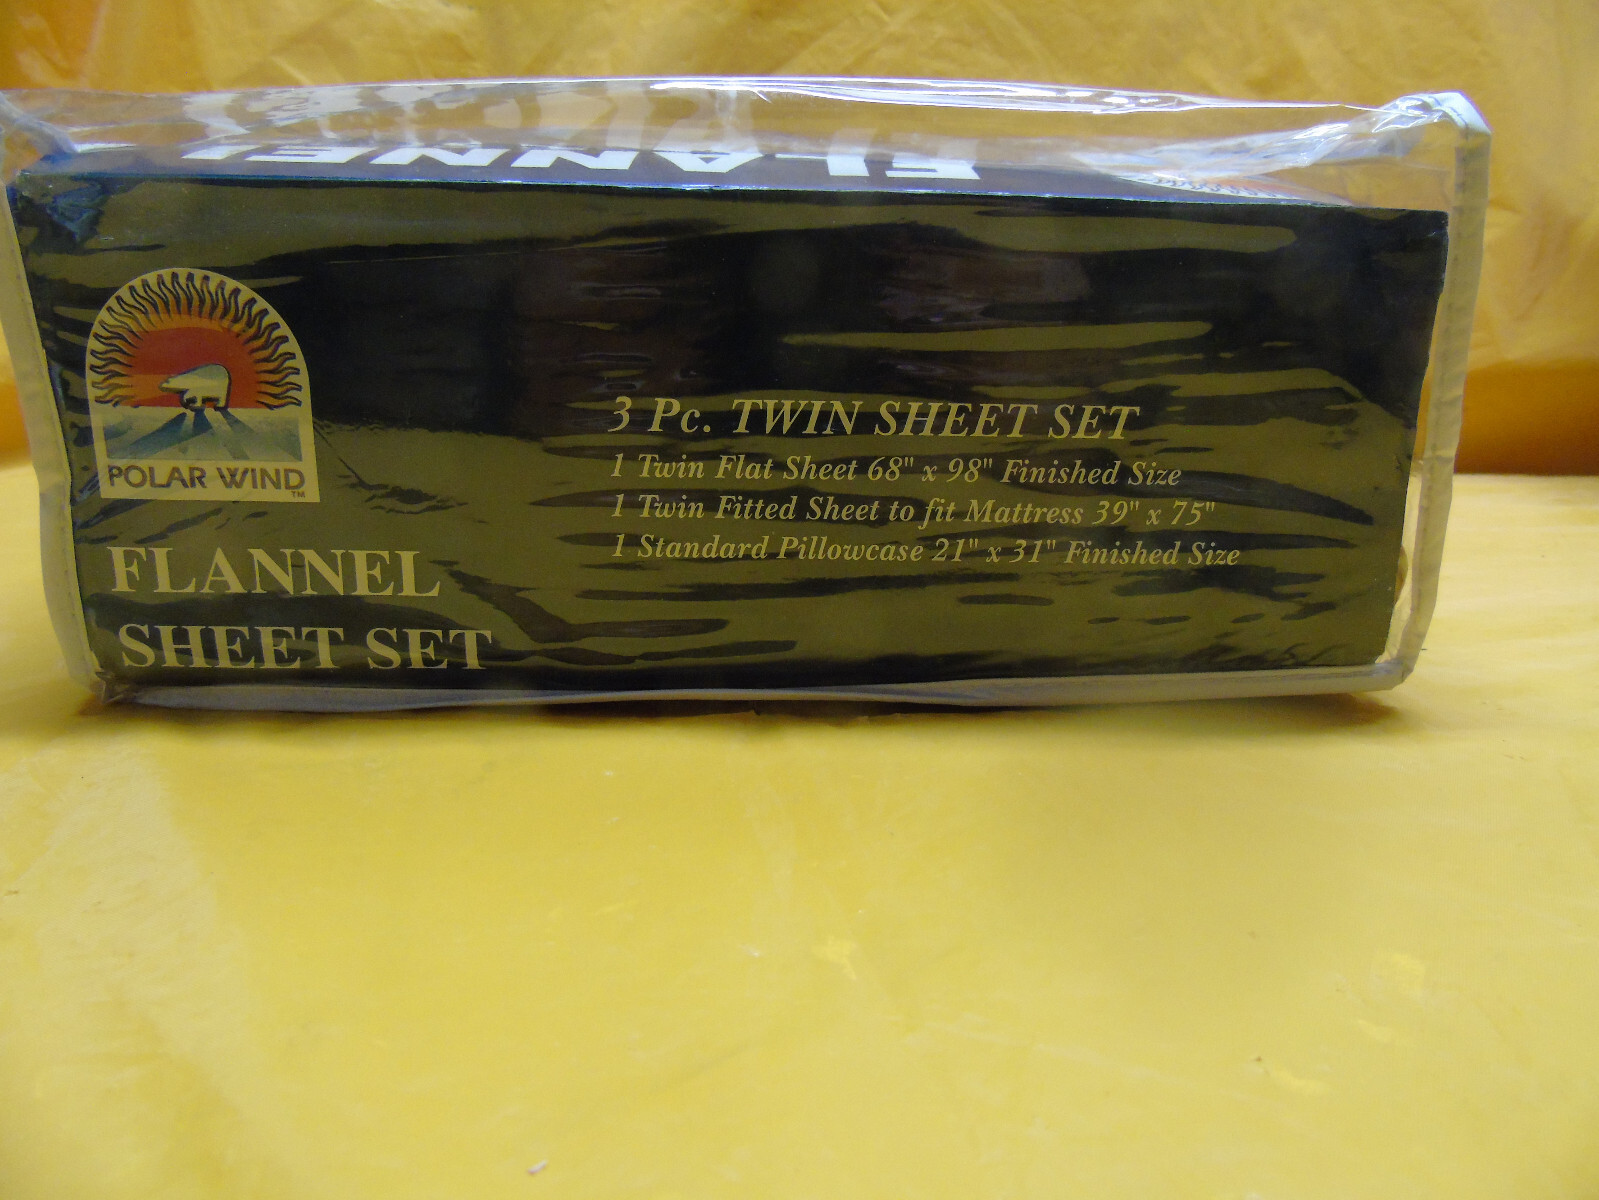 FLANNEL
POLAR WIND
TM
FLANNEL
SHEET SET
3 Pc. TWIN SHEET SET
1 Twin Flat Sheet 68" x 98" Finished Size
1 Twin Fitted Sheet to fit Mattress 39" x 75"
1 Standard Pillowcase 21" x 31" Finished Size